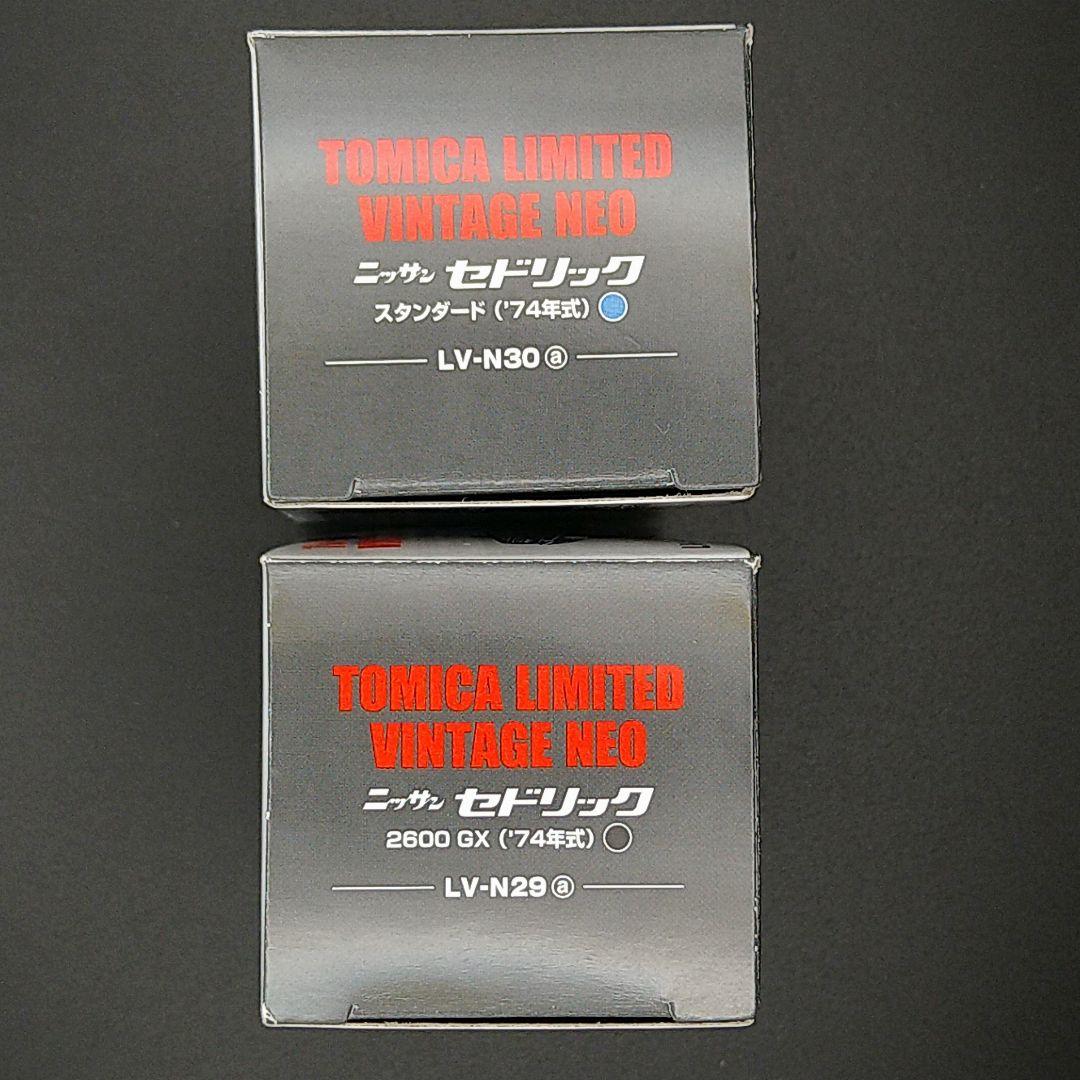 TOMICA LIMITED
VINTAGE NEO
ニッサン セドリック
スタンダード ('74年式)
LV-N30 ⓐ
TOMICA LIMITED
VINTAGE NEO
ニッサン セドリック
2600 GX ('74年式)
LV-N29 ⓐ